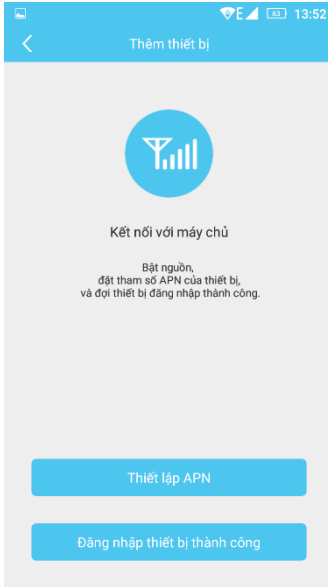 E 63 13:52
Thêm thiết bị
Kết nối với máy chủ
Bật nguồn,
đặt tham số APN của thiết bị,
và đợi thiết bị đăng nhập thành công.
Thiết lập APN
Đăng nhập thiết bị thành công